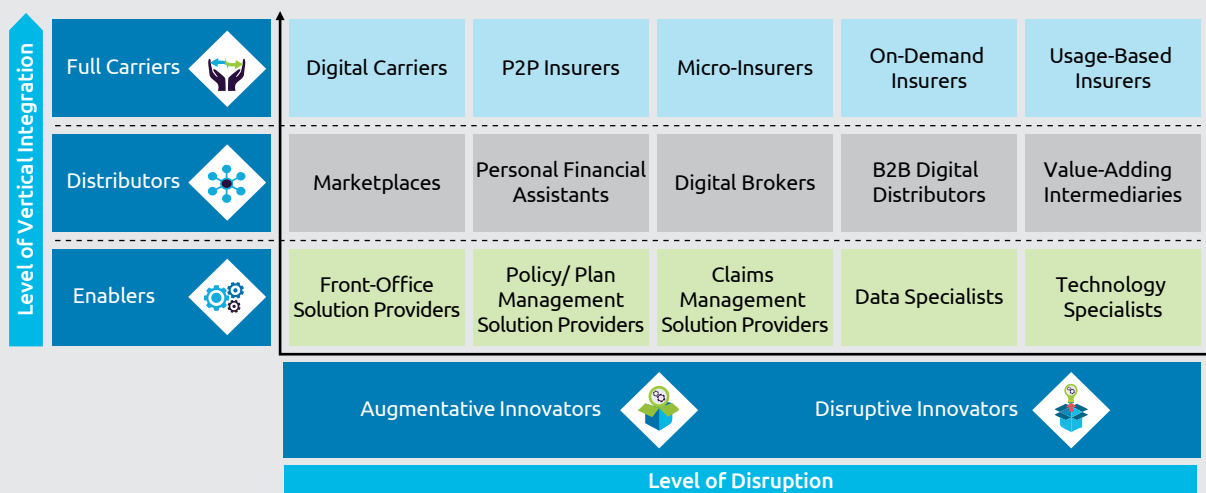 Level of Vertical Integration
Full Carriers
Digital Carriers
P2P Insurers
Micro-Insurers
On-Demand
Insurers
Usage-Based
Insurers
Distributors
Marketplaces
Personal Financial
Assistants
Digital Brokers
B2B Digital
Distributors
Value-Adding
Intermediaries
Enablers
Front-Office
Solution Providers
Policy/ Plan
Management
Solution Providers
Claims
Management
Solution Providers
Data Specialists
Technology
Specialists
Augmentative Innovators
Disruptive Innovators
Level of Disruption